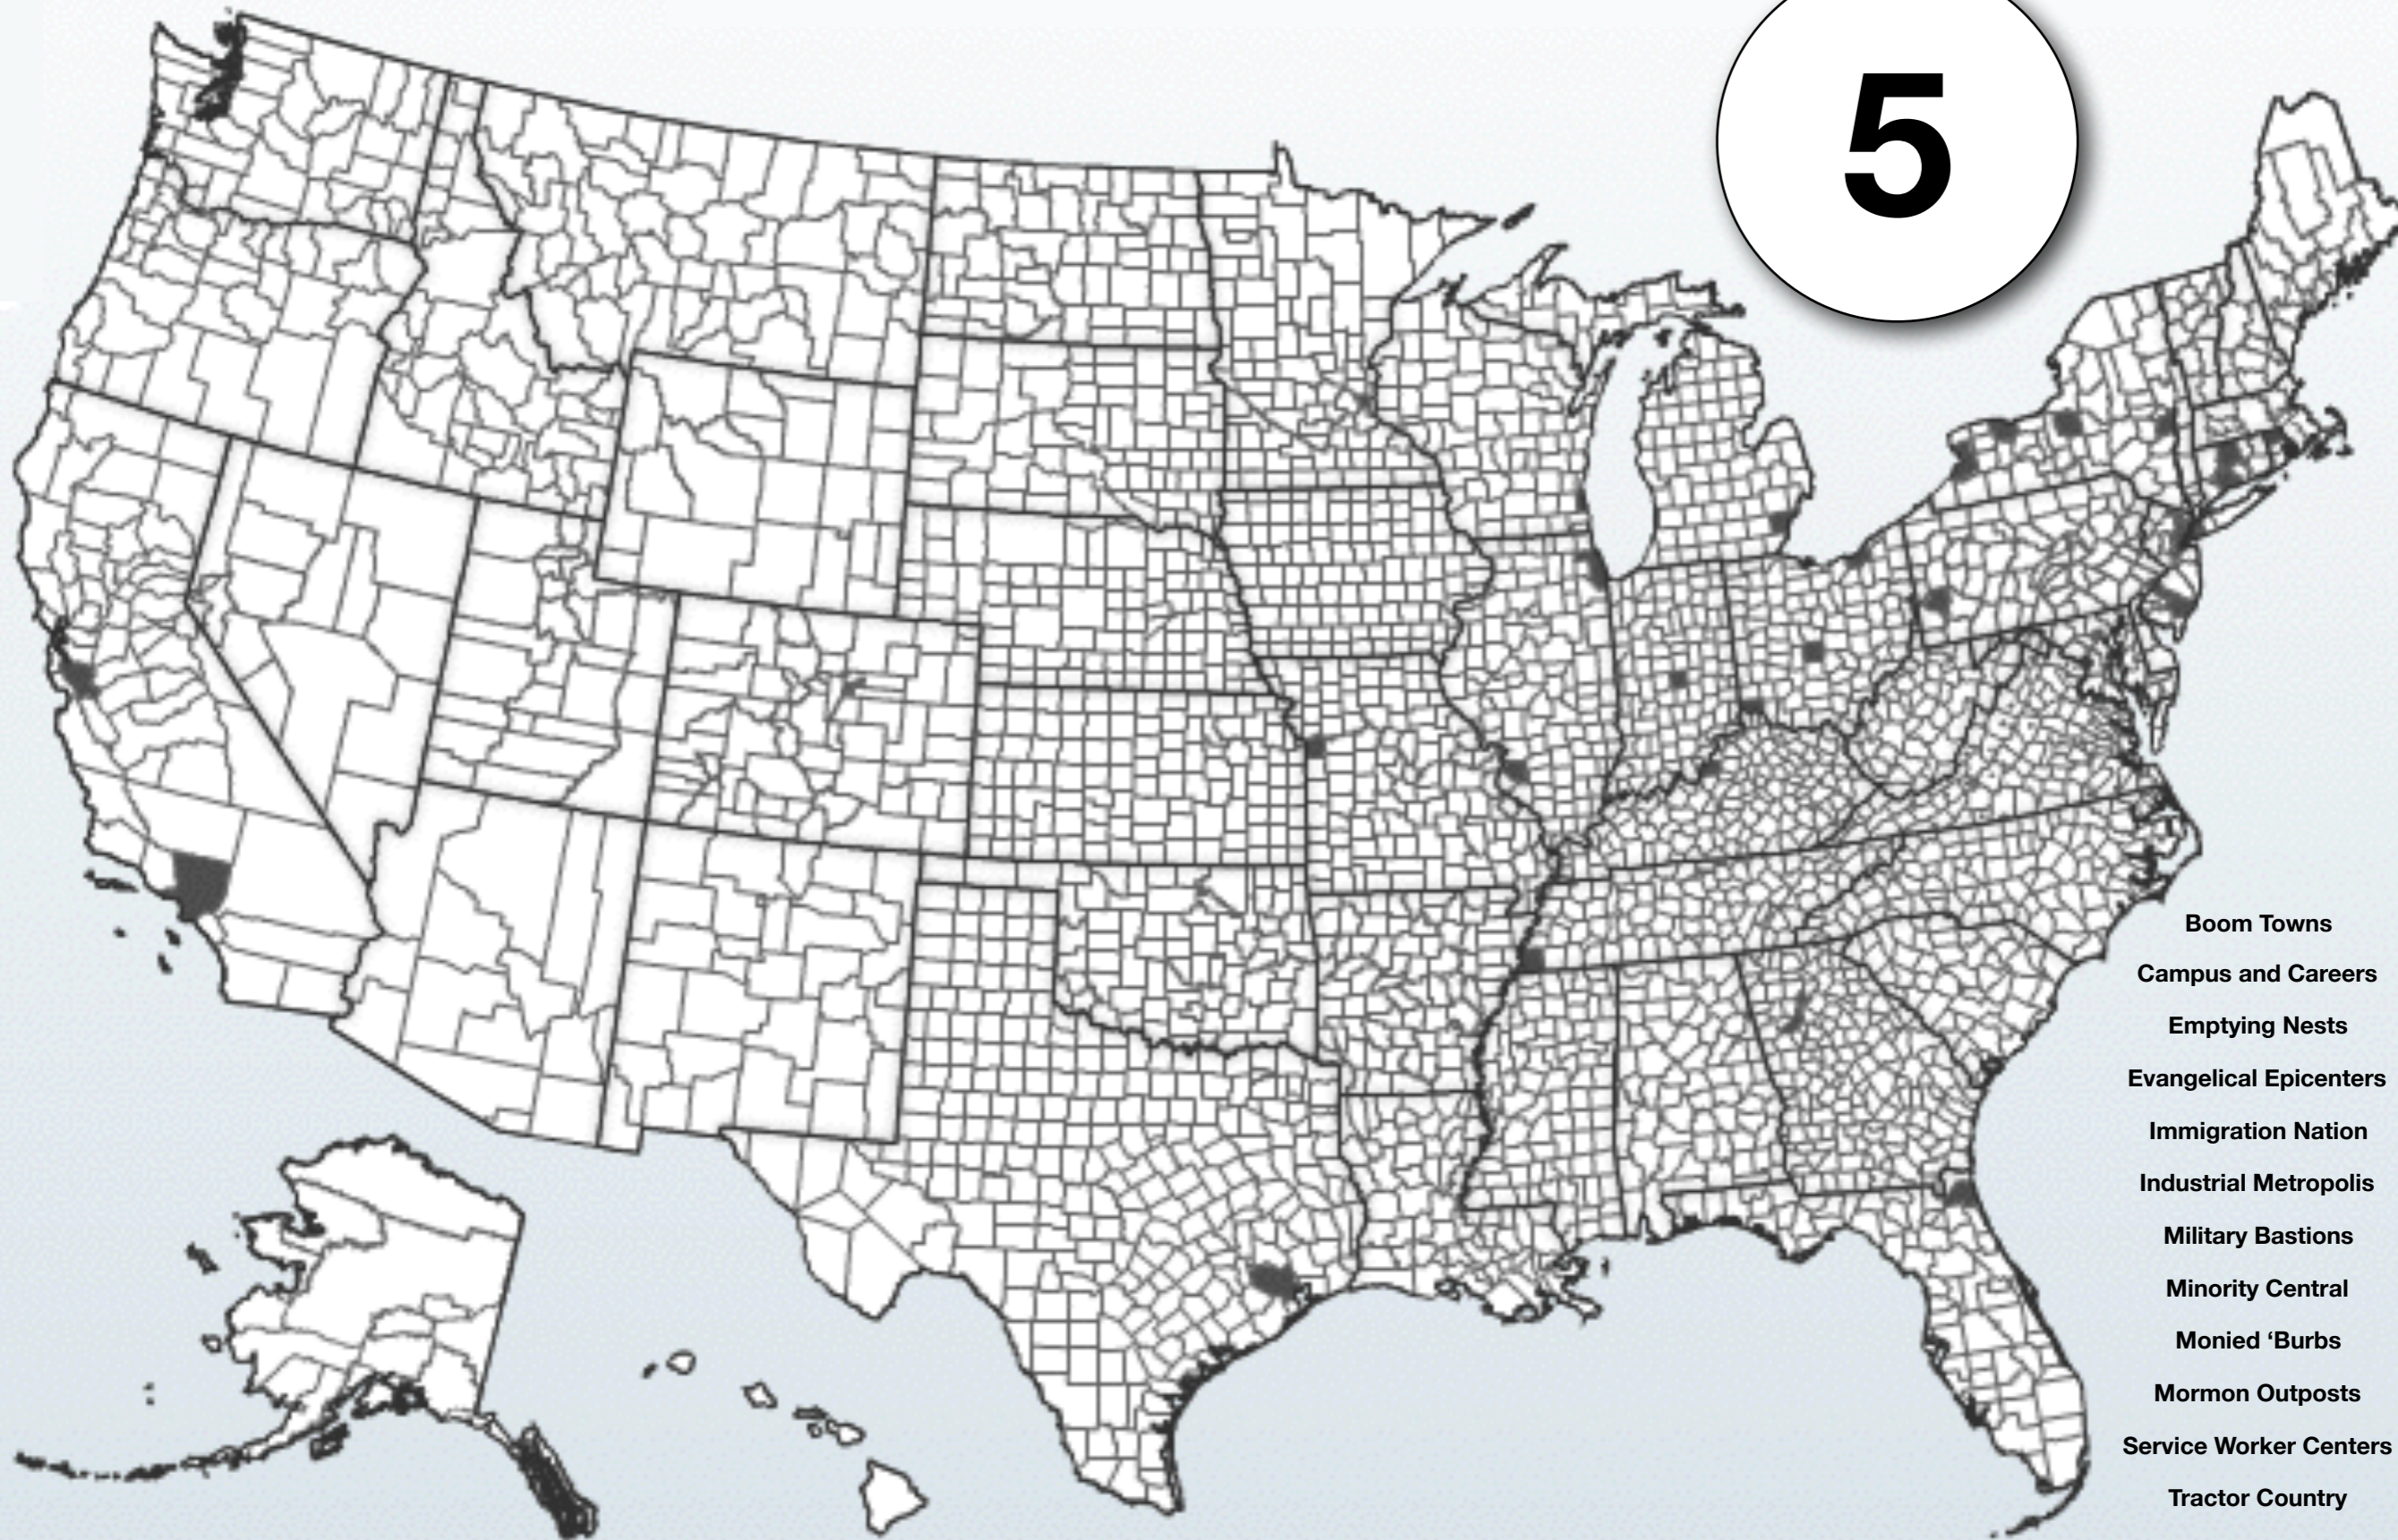 5
Boom Towns
Campus and Careers
Emptying Nests
Evangelical Epicenters
Immigration Nation
Industrial Metropolis
Military Bastions
Minority Central
Monied ‘Burbs
Mormon Outposts
Service Worker Centers
Tractor Country